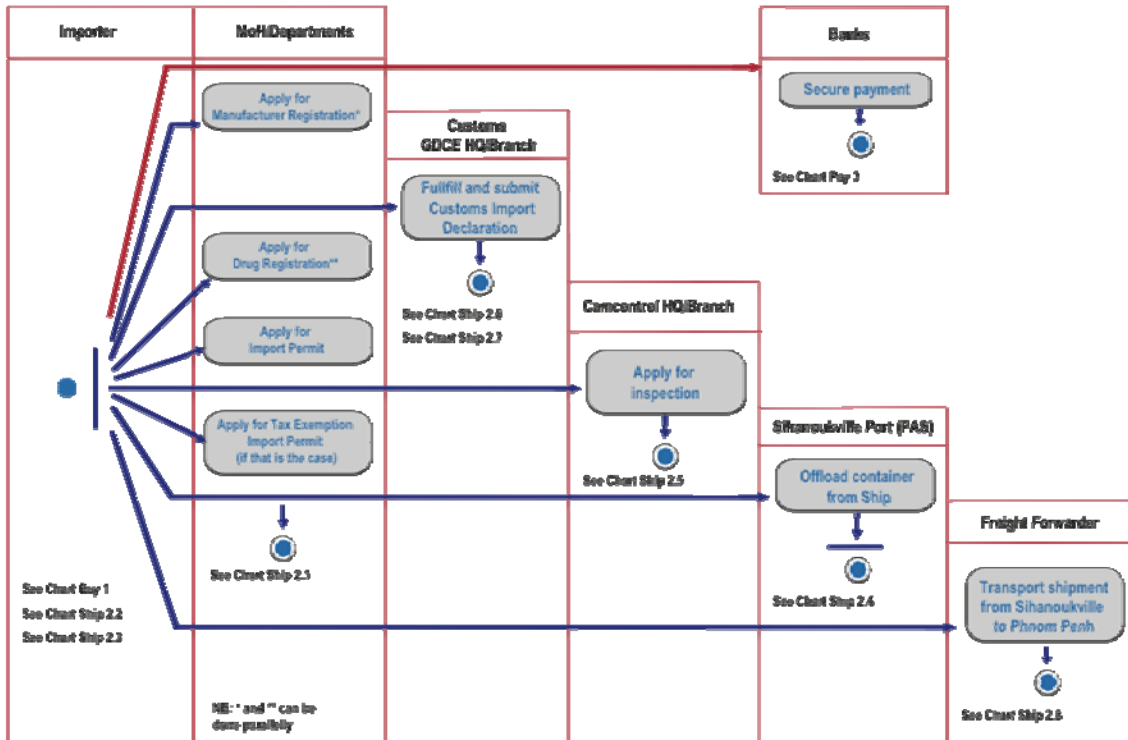 Importer
MoH/Departments
Banks
Apply for
Manufacturer Registration*
Secure payment
See Chart Pay 3
Customs
GDCE HQ/Branch
Fullfill and submit
Customs Import
Declaration
See Chart Ship 2.6
See Chart Ship 2.7
Apply for
Drug Registration**
Apply for
Import Permit
Apply for Tax Exemption
Import Permit
(if that is the case)
See Chart Ship 2.1
Camcontrol HQ/Branch
Apply for
inspection
See Chart Ship 2.5
Sihanoukville Port (PAS)
Offload container
from Ship
See Chart Ship 2.4
Freight Forwarder
Transport shipment
from Sihanoukville
to Phnom Penh
See Chart Ship 2.8
See Chart Buy 1
See Chart Ship 2.2
See Chart Ship 2.3
* and ** can be
done parallelly